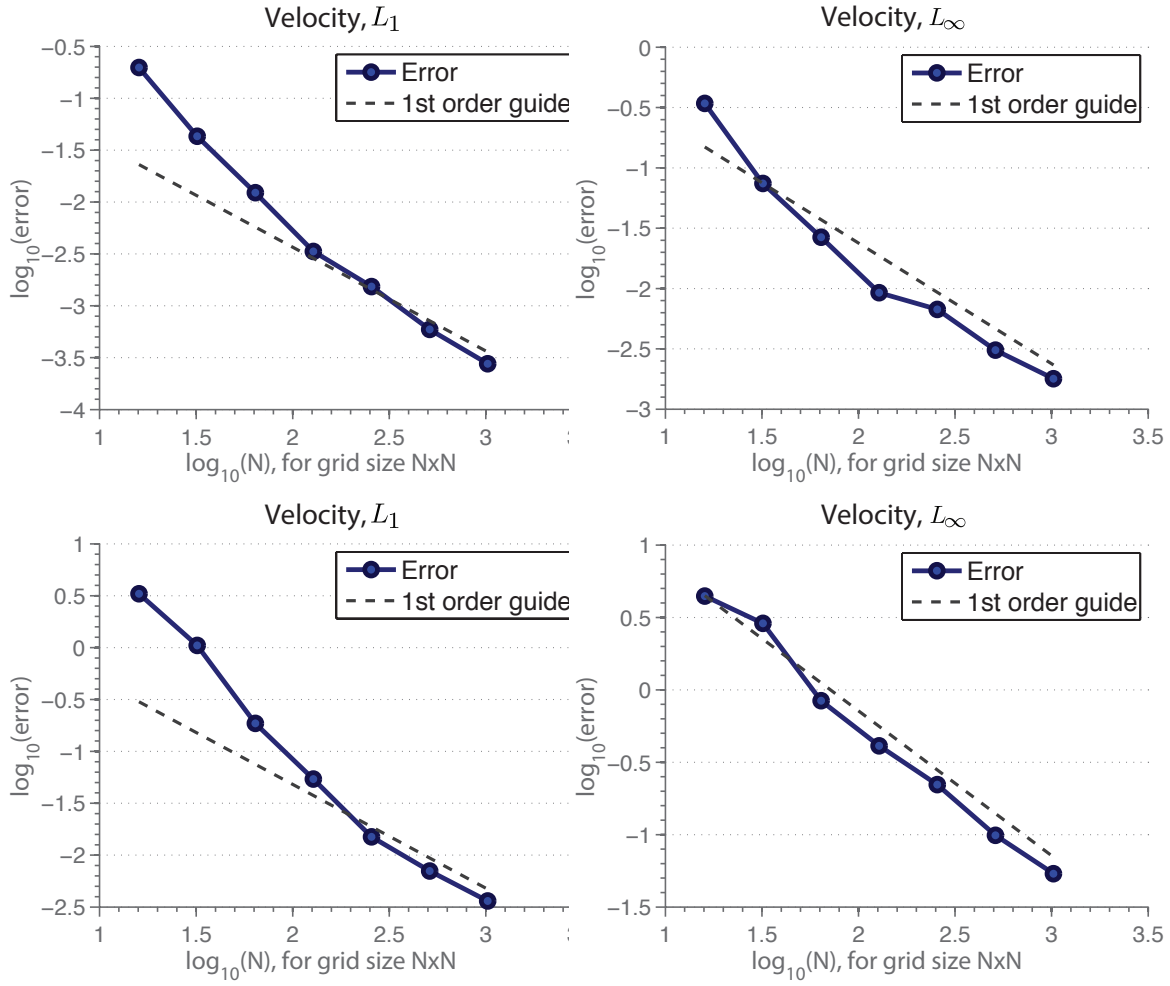 Velocity, L₁
−0.5
−1
−1.5
−2
−2.5
−3
−3.5
−4
log₁₀(error)
Error
1st order guide
1
1.5
2
2.5
3
log₁₀(N), for grid size NxN
Velocity, L∞
0
−0.5
−1
−1.5
−2
−2.5
−3
log₁₀(error)
Error
1st order guide
1
1.5
2
2.5
3
3.5
log₁₀(N), for grid size NxN
Velocity, L₁
1
0.5
0
−0.5
−1
−1.5
−2
−2.5
log₁₀(error)
Error
1st order guide
1
1.5
2
2.5
3
log₁₀(N), for grid size NxN
Velocity, L∞
1
0.5
0
−0.5
−1
−1.5
log₁₀(error)
Error
1st order guide
1
1.5
2
2.5
3
3.5
log₁₀(N), for grid size NxN